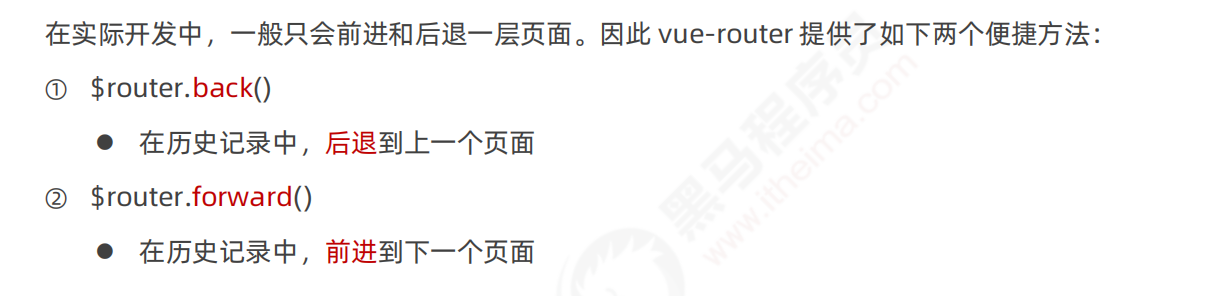 在实际开发中，一般只会前进和后退一层页面。因此 vue-router 提供了如下两个便捷方法：
① $router.back()
● 在历史记录中，后退到上一个页面
② $router.forward()
● 在历史记录中，前进到下一个页面
黑马程序员
www.itheima.com